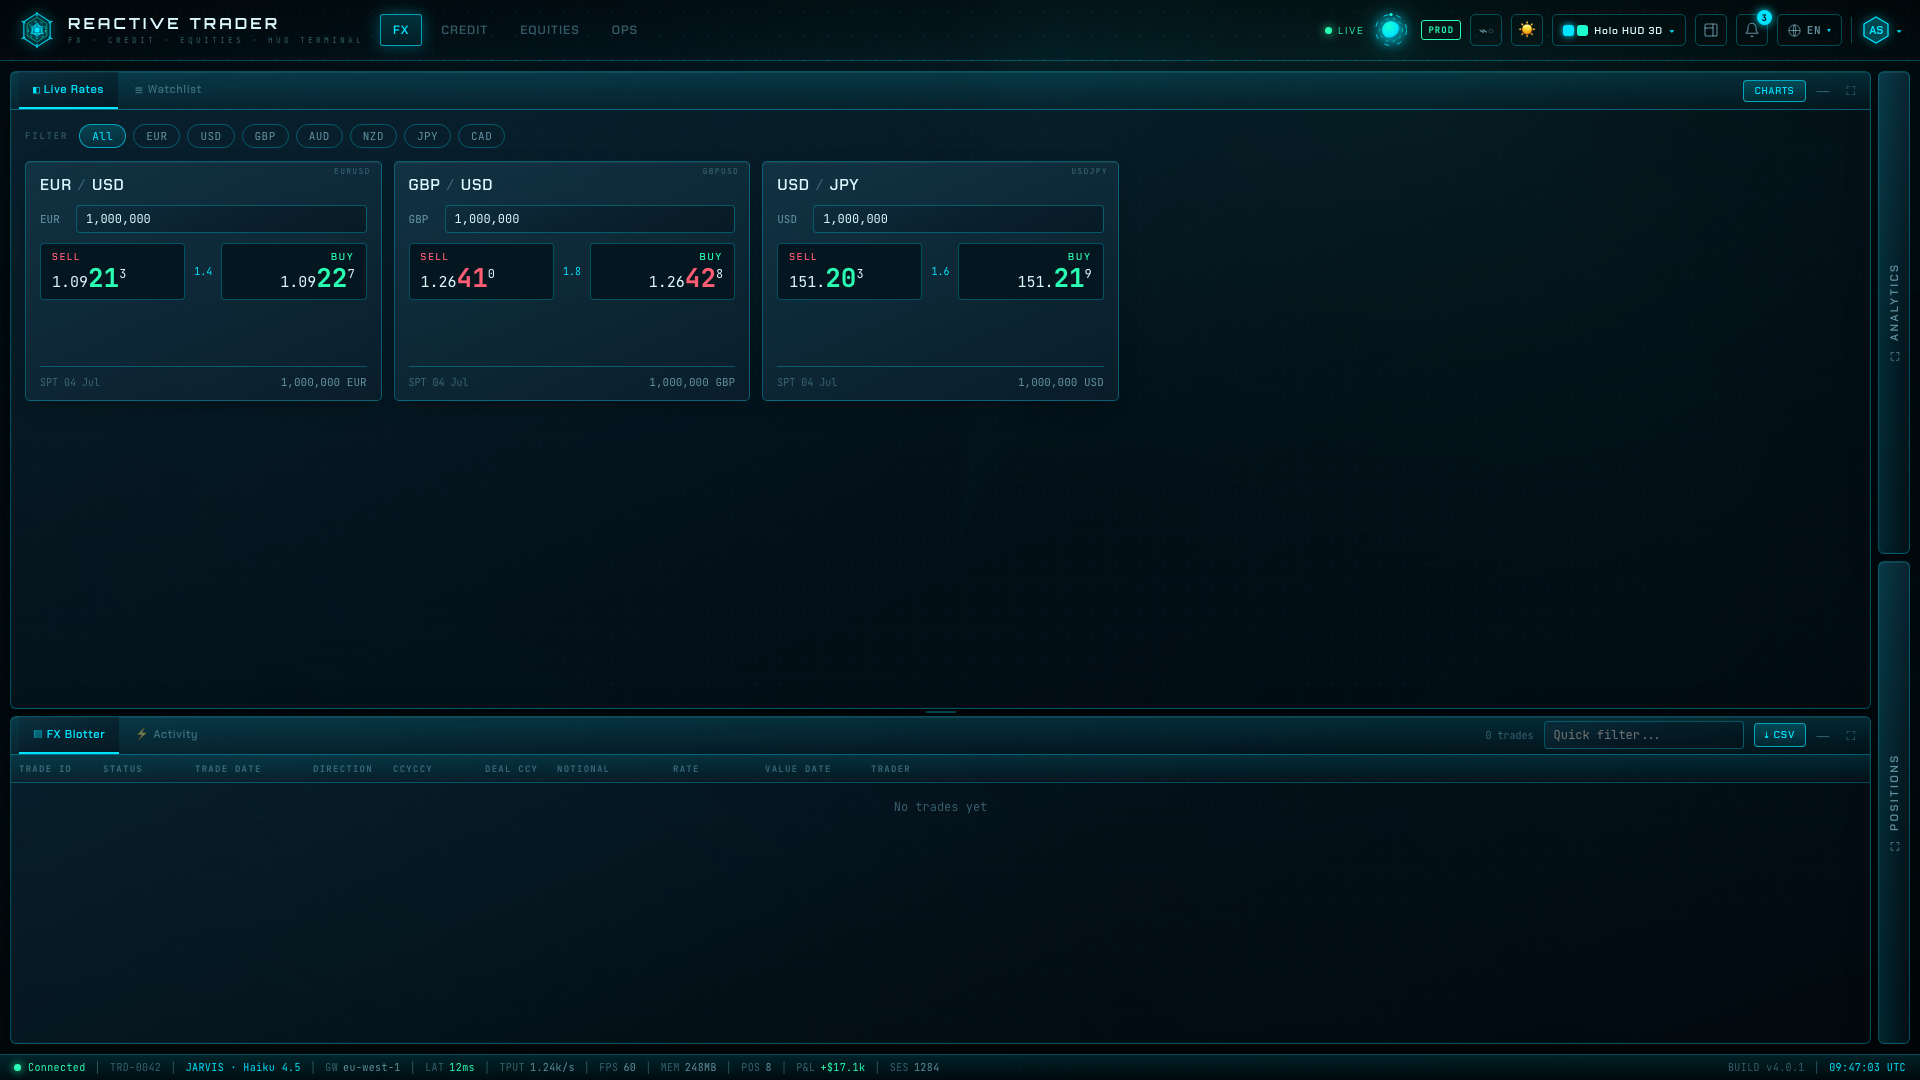 REACTIVE TRADER
FX · CREDIT · EQUITIES · HUD TERMINAL
FX CREDIT EQUITIES OPS
LIVE PROD Holo HUD 3D 3 EN AS
Live Rates Watchlist CHARTS
FILTER All EUR USD GBP AUD NZD JPY CAD
EURUSD
EUR / USD
EUR 1,000,000
SELL BUY
1.09213 1.4 1.09227
SPT 04 Jul 1,000,000 EUR
GBPUSD
GBP / USD
GBP 1,000,000
SELL BUY
1.26410 1.8 1.26428
SPT 04 Jul 1,000,000 GBP
USDJPY
USD / JPY
USD 1,000,000
SELL BUY
151.203 1.6 151.219
SPT 04 Jul 1,000,000 USD
ANALYTICS
FX Blotter Activity 0 trades Quick filter... ↓ CSV
TRADE ID STATUS TRADE DATE DIRECTION CCYCCY DEAL CCY NOTIONAL RATE VALUE DATE TRADER
No trades yet
POSITIONS
Connected TRD-0042 JARVIS · Haiku 4.5 GW eu-west-1 LAT 12ms TPUT 1.24k/s FPS 60 MEM 248MB POS 8 P&L +$17.1k SES 1284 BUILD v4.0.1 09:47:03 UTC